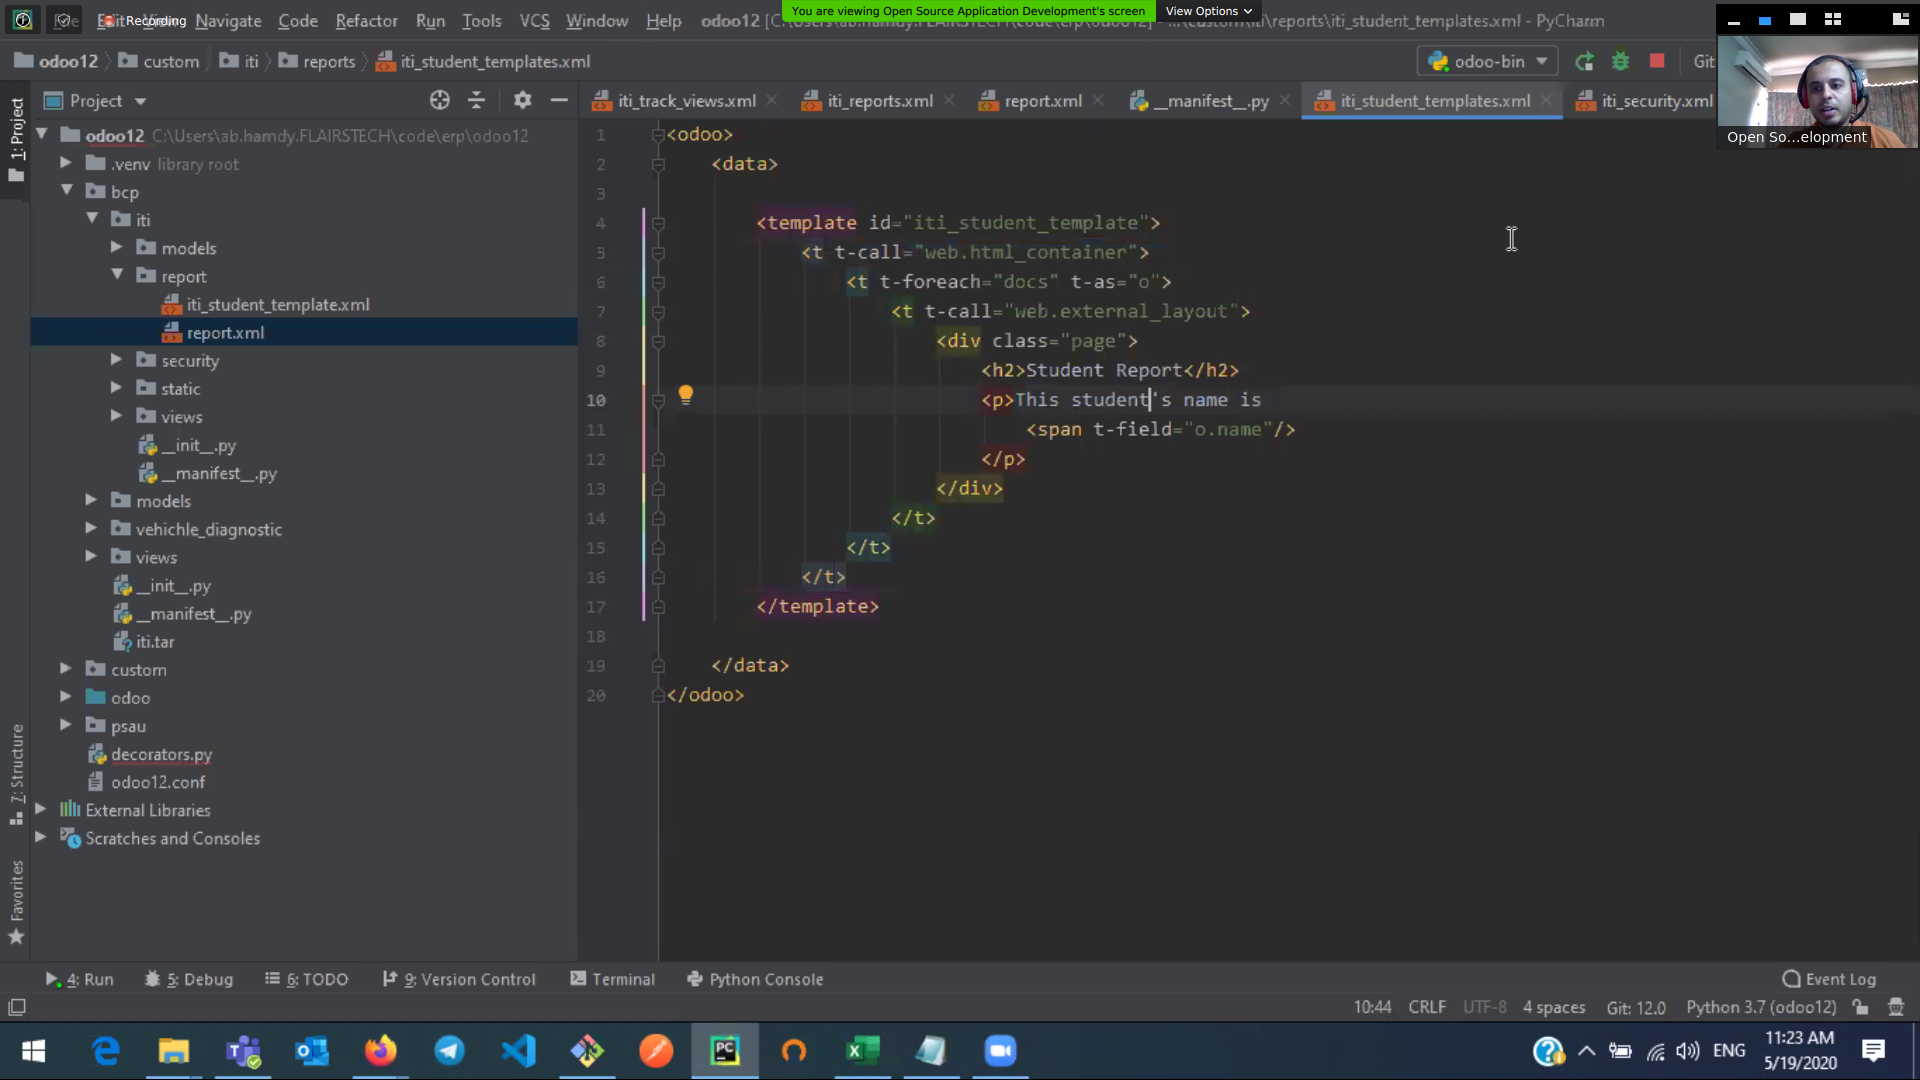 File Edit View Navigate Code Refactor Run Tools VCS Window Help odoo12 [C:\Users\ab.hamdy.FLAIRSTECH\code\erp\odoo12] - ...\custom\iti\reports\iti_student_templates.xml - PyCharm
Recording
You are viewing Open Source Application Development's screen View Options
odoo12 custom iti reports iti_student_templates.xml odoo-bin Git
Open So...elopment
Project
iti_track_views.xml iti_reports.xml report.xml __manifest__.py iti_student_templates.xml iti_security.xml
1: Project
7: Structure
Favorites
odoo12 C:\Users\ab.hamdy.FLAIRSTECH\code\erp\odoo12
.venv library root
bcp
iti
models
report
iti_student_template.xml
report.xml
security
static
views
__init__.py
__manifest__.py
models
vehichle_diagnostic
views
__init__.py
__manifest__.py
iti.tar
custom
odoo
psau
decorators.py
odoo12.conf
External Libraries
Scratches and Consoles
1 <odoo>
2 <data>
3
4 <template id="iti_student_template">
5 <t t-call="web.html_container">
6 <t t-foreach="docs" t-as="o">
7 <t t-call="web.external_layout">
8 <div class="page">
9 <h2>Student Report</h2>
10 <p>This student's name is
11 <span t-field="o.name"/>
12 </p>
13 </div>
14 </t>
15 </t>
16 </t>
17 </template>
18
19 </data>
20 </odoo>
4: Run 5: Debug 6: TODO 9: Version Control Terminal Python Console Event Log
10:44 CRLF UTF-8 4 spaces Git: 12.0 Python 3.7 (odoo12)
ENG 11:23 AM
5/19/2020